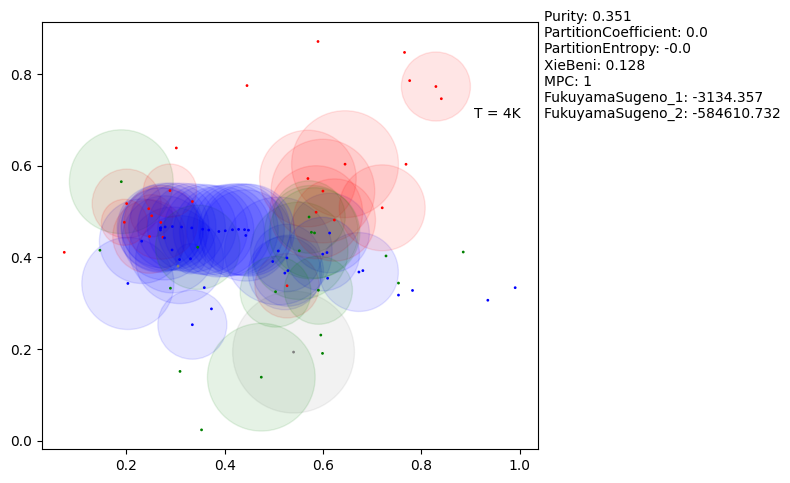 Purity: 0.351
PartitionCoefficient: 0.0
PartitionEntropy: -0.0
XieBeni: 0.128
MPC: 1
FukuyamaSugeno_1: -3134.357
FukuyamaSugeno_2: -584610.732
T = 4K
0.8
0.6
0.4
0.2
0.0
0.2 0.4 0.6 0.8 1.0